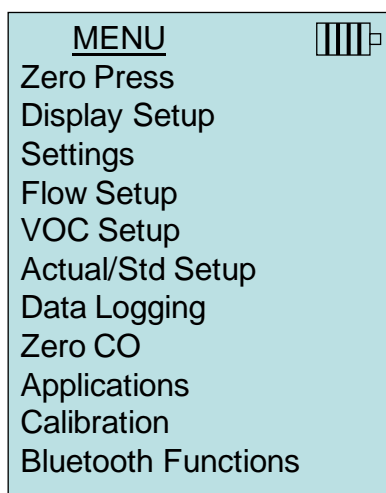 MENU
Zero Press
Display Setup
Settings
Flow Setup
VOC Setup
Actual/Std Setup
Data Logging
Zero CO
Applications
Calibration
Bluetooth Functions